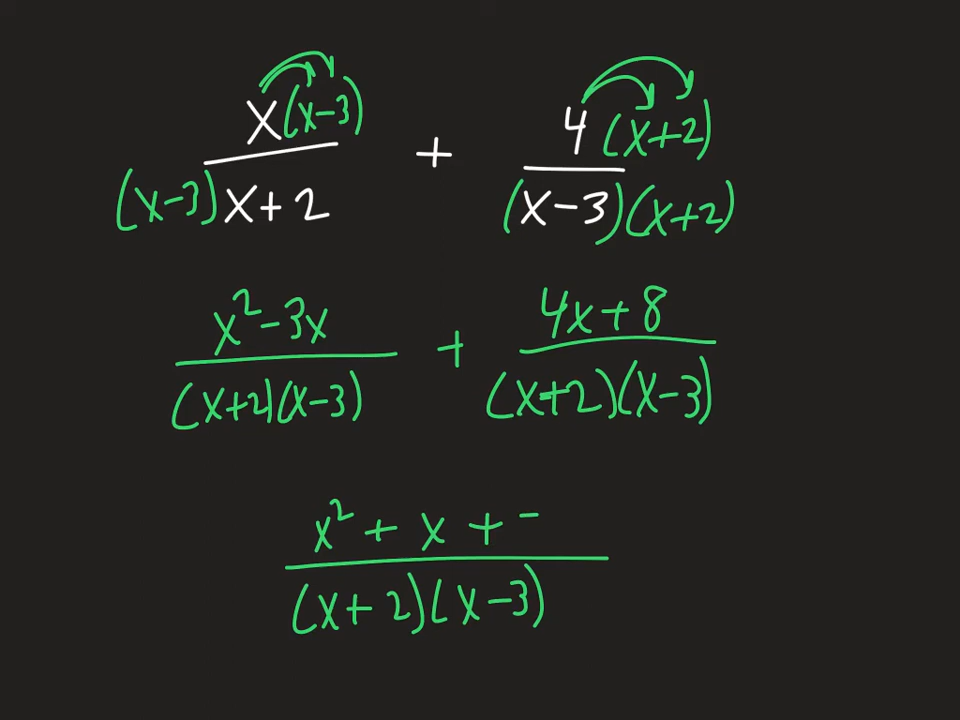 x(x-3) + 4(x+2)
(x-3)x+2 (x-3)(x+2)
x²-3x + 4x+8
(x+2)(x-3) (x+2)(x-3)
x² + x +
(x+2)(x-3)